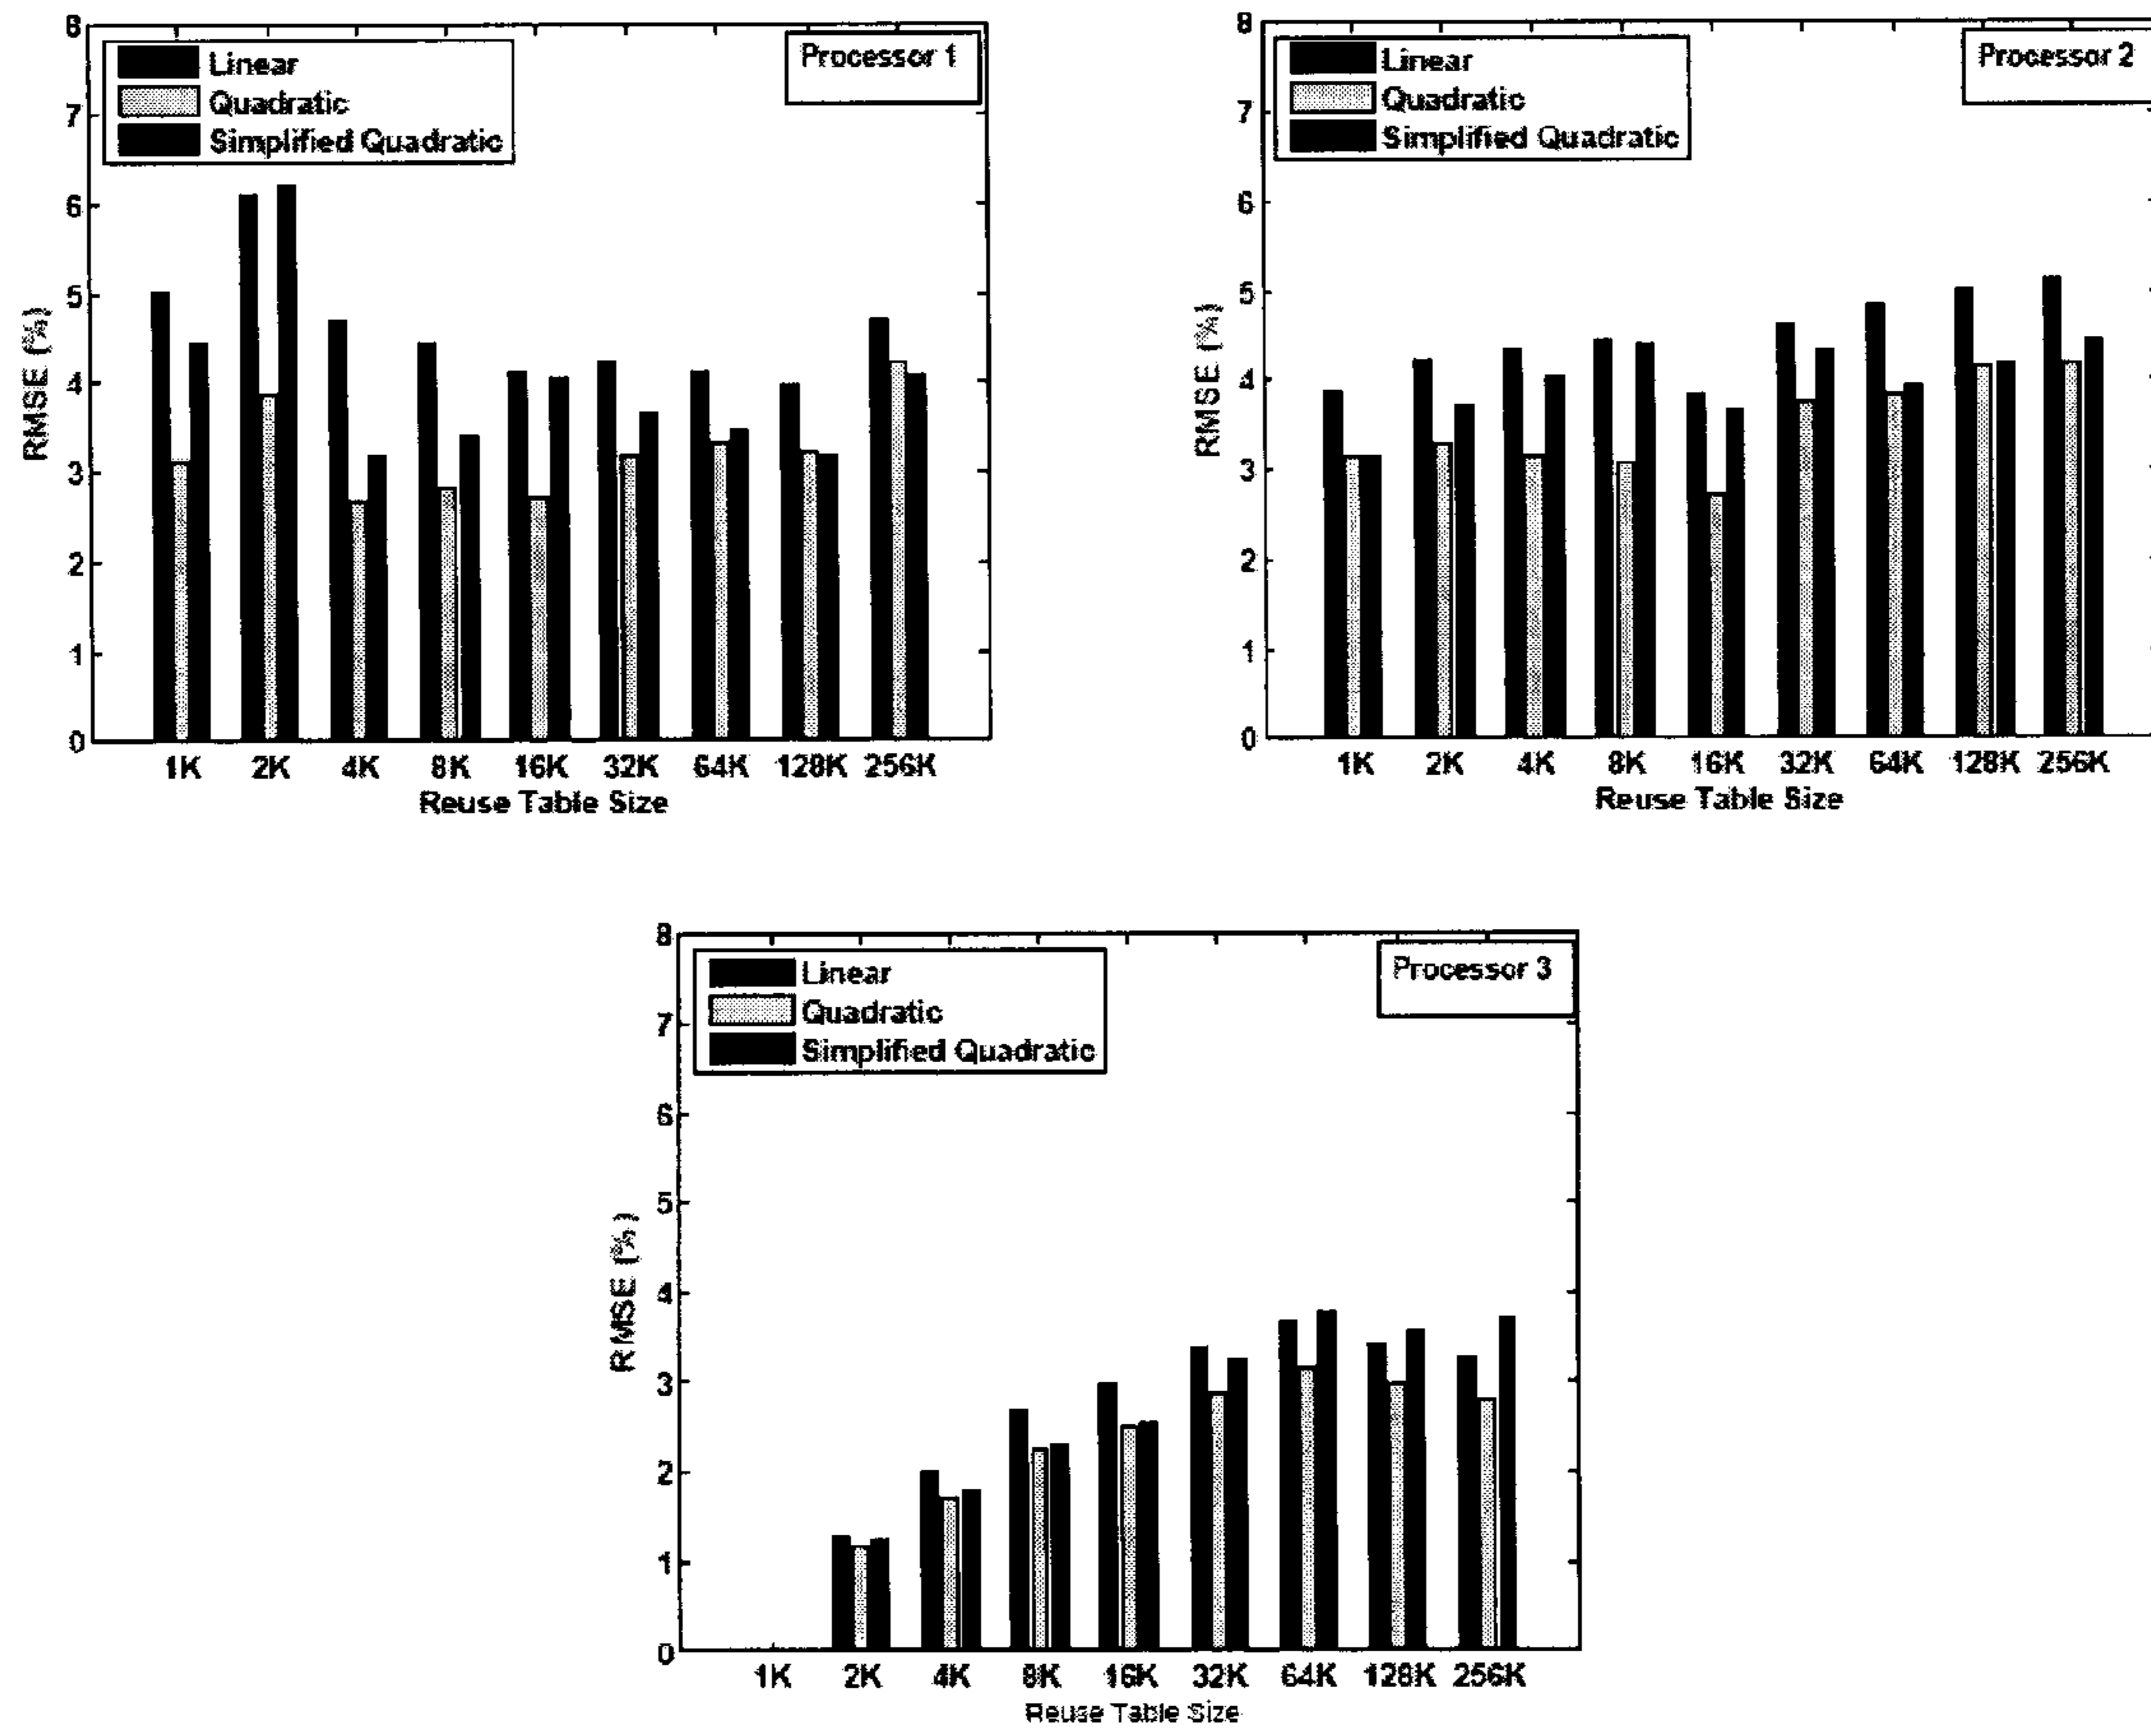 Processor 1
Linear
Quadratic
Simplified Quadratic
8
7
6
5
4
3
2
1
0
RMSE (%)
1K 2K 4K 8K 16K 32K 64K 128K 256K
Reuse Table Size
Processor 2
Linear
Quadratic
Simplified Quadratic
8
7
6
5
4
3
2
1
0
RMSE (%)
1K 2K 4K 8K 16K 32K 64K 128K 256K
Reuse Table Size
Processor 3
Linear
Quadratic
Simplified Quadratic
8
7
6
5
4
3
2
1
0
RMSE (%)
1K 2K 4K 8K 16K 32K 64K 128K 256K
Reuse Table Size